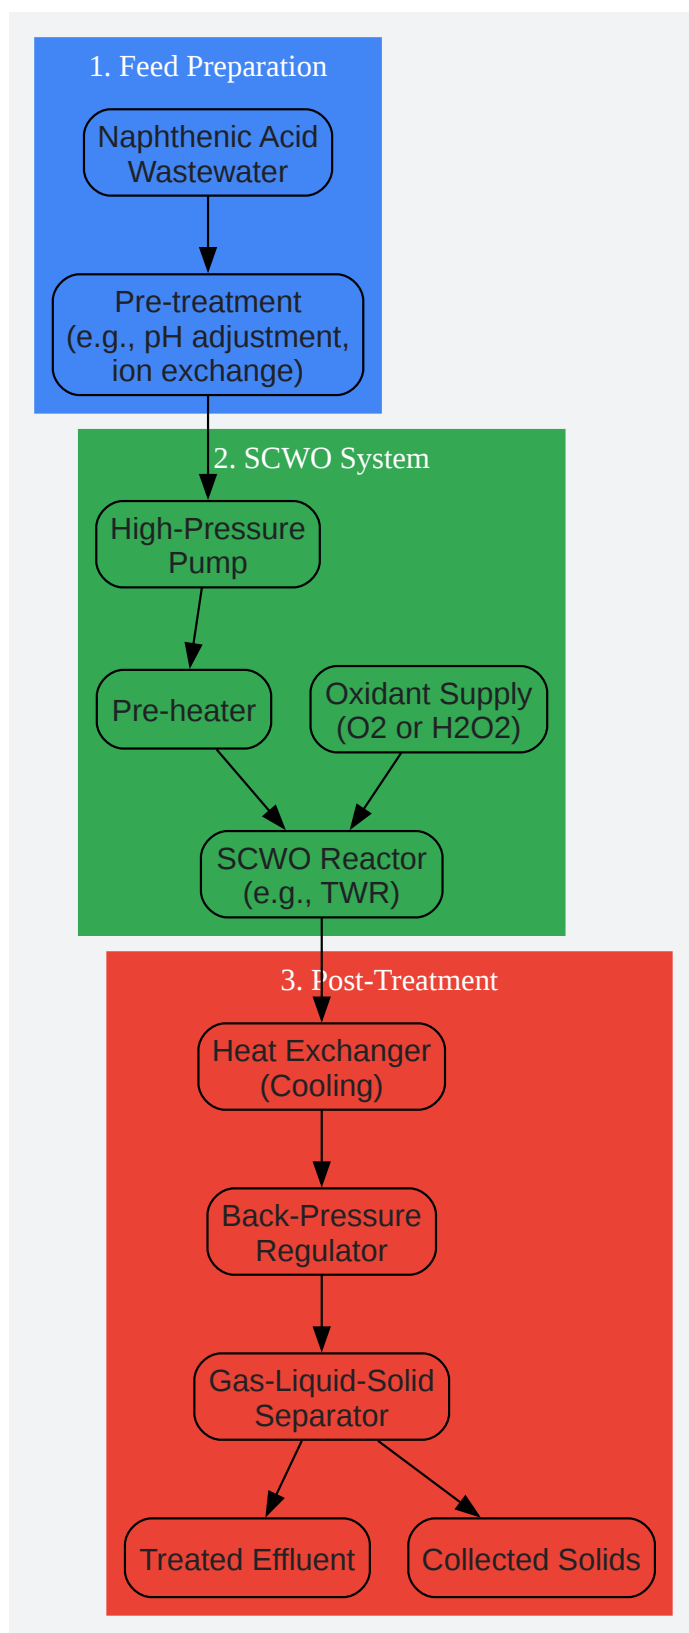 1. Feed Preparation
Naphthenic Acid
Wastewater
Pre-treatment
(e.g., pH adjustment,
ion exchange)
2. SCWO System
High-Pressure
Pump
Pre-heater
Oxidant Supply
(O2 or H2O2)
SCWO Reactor
(e.g., TWR)
3. Post-Treatment
Heat Exchanger
(Cooling)
Back-Pressure
Regulator
Gas-Liquid-Solid
Separator
Treated Effluent
Collected Solids